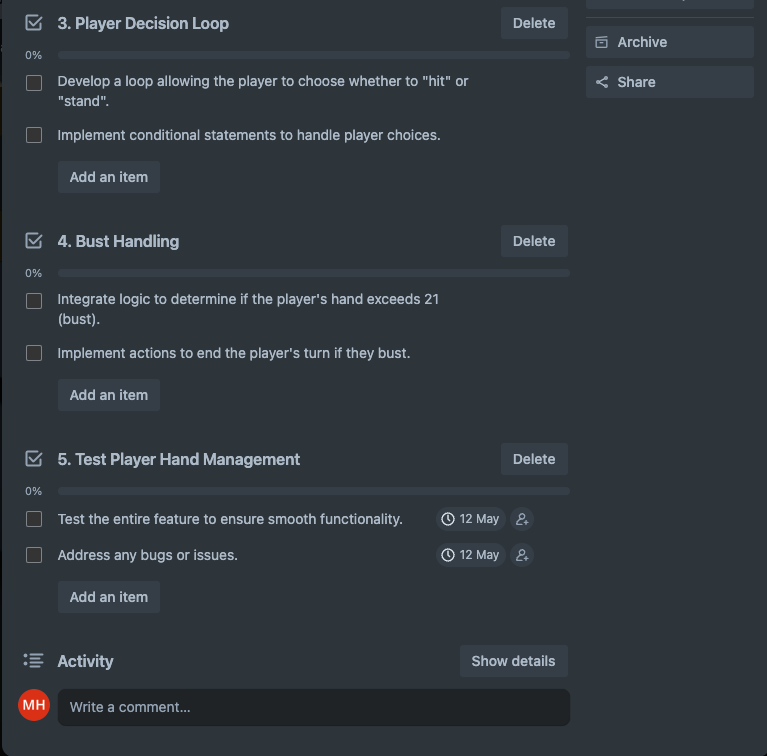 3. Player Decision Loop
Delete
0%
Develop a loop allowing the player to choose whether to "hit" or
"stand".
Implement conditional statements to handle player choices.
Add an item
4. Bust Handling
Delete
0%
Integrate logic to determine if the player's hand exceeds 21
(bust).
Implement actions to end the player's turn if they bust.
Add an item
5. Test Player Hand Management
Delete
0%
Test the entire feature to ensure smooth functionality.
12 May
Address any bugs or issues.
12 May
Add an item
Activity
Show details
MH
Write a comment...
Archive
Share